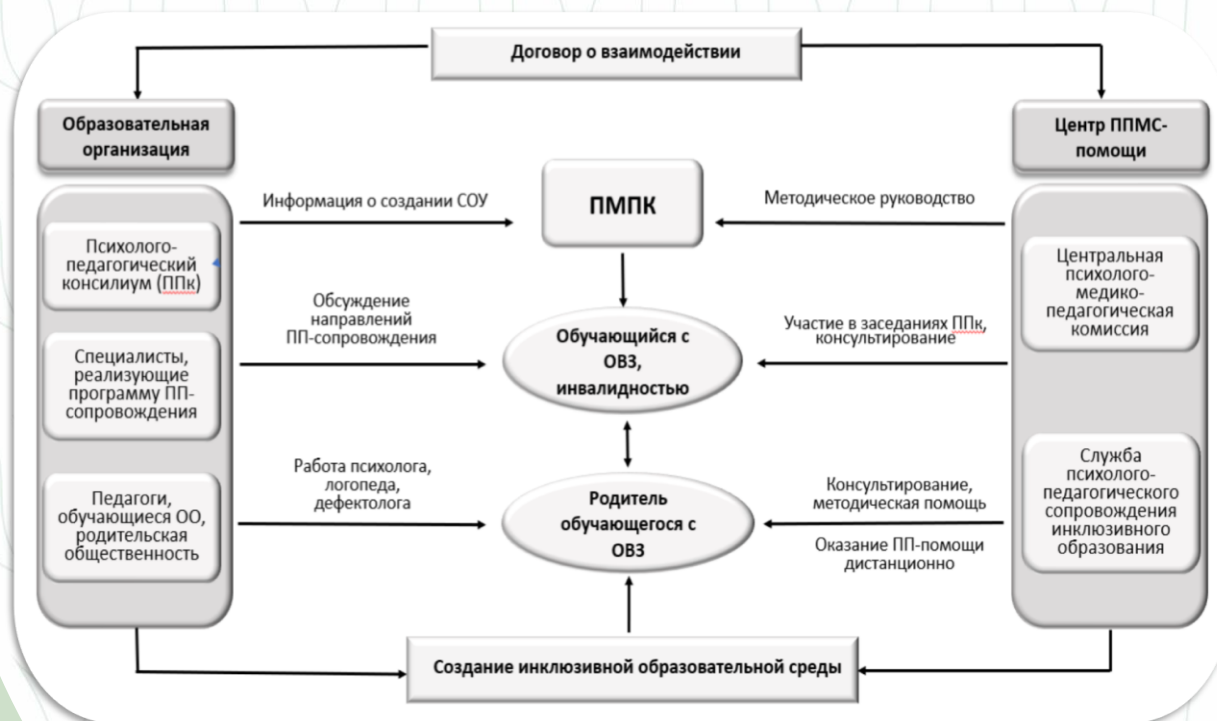 Договор о взаимодействии
Образовательная
организация
Центр ППМС-
помощи
Информация о создании СОУ
ПМПК
Методическое руководство
Психолого-
педагогический
консилиум (ППк)
Центральная
психолого-
медико-
педагогическая
комиссия
Обсуждение
направлений
ПП-сопровождения
Обучающийся с
ОВЗ,
инвалидностью
Участие в заседаниях ППк,
консультирование
Специалисты,
реализующие
программу ПП-
сопровождения
Работа психолога,
логопеда,
дефектолога
Родитель
обучающегося с
ОВЗ
Консультирование,
методическая помощь
Оказание ПП-помощи
дистанционно
Служба
психолого-
педагогического
сопровождения
инклюзивного
образования
Педагоги,
обучающиеся ОО,
родительская
общественность
Создание инклюзивной образовательной среды